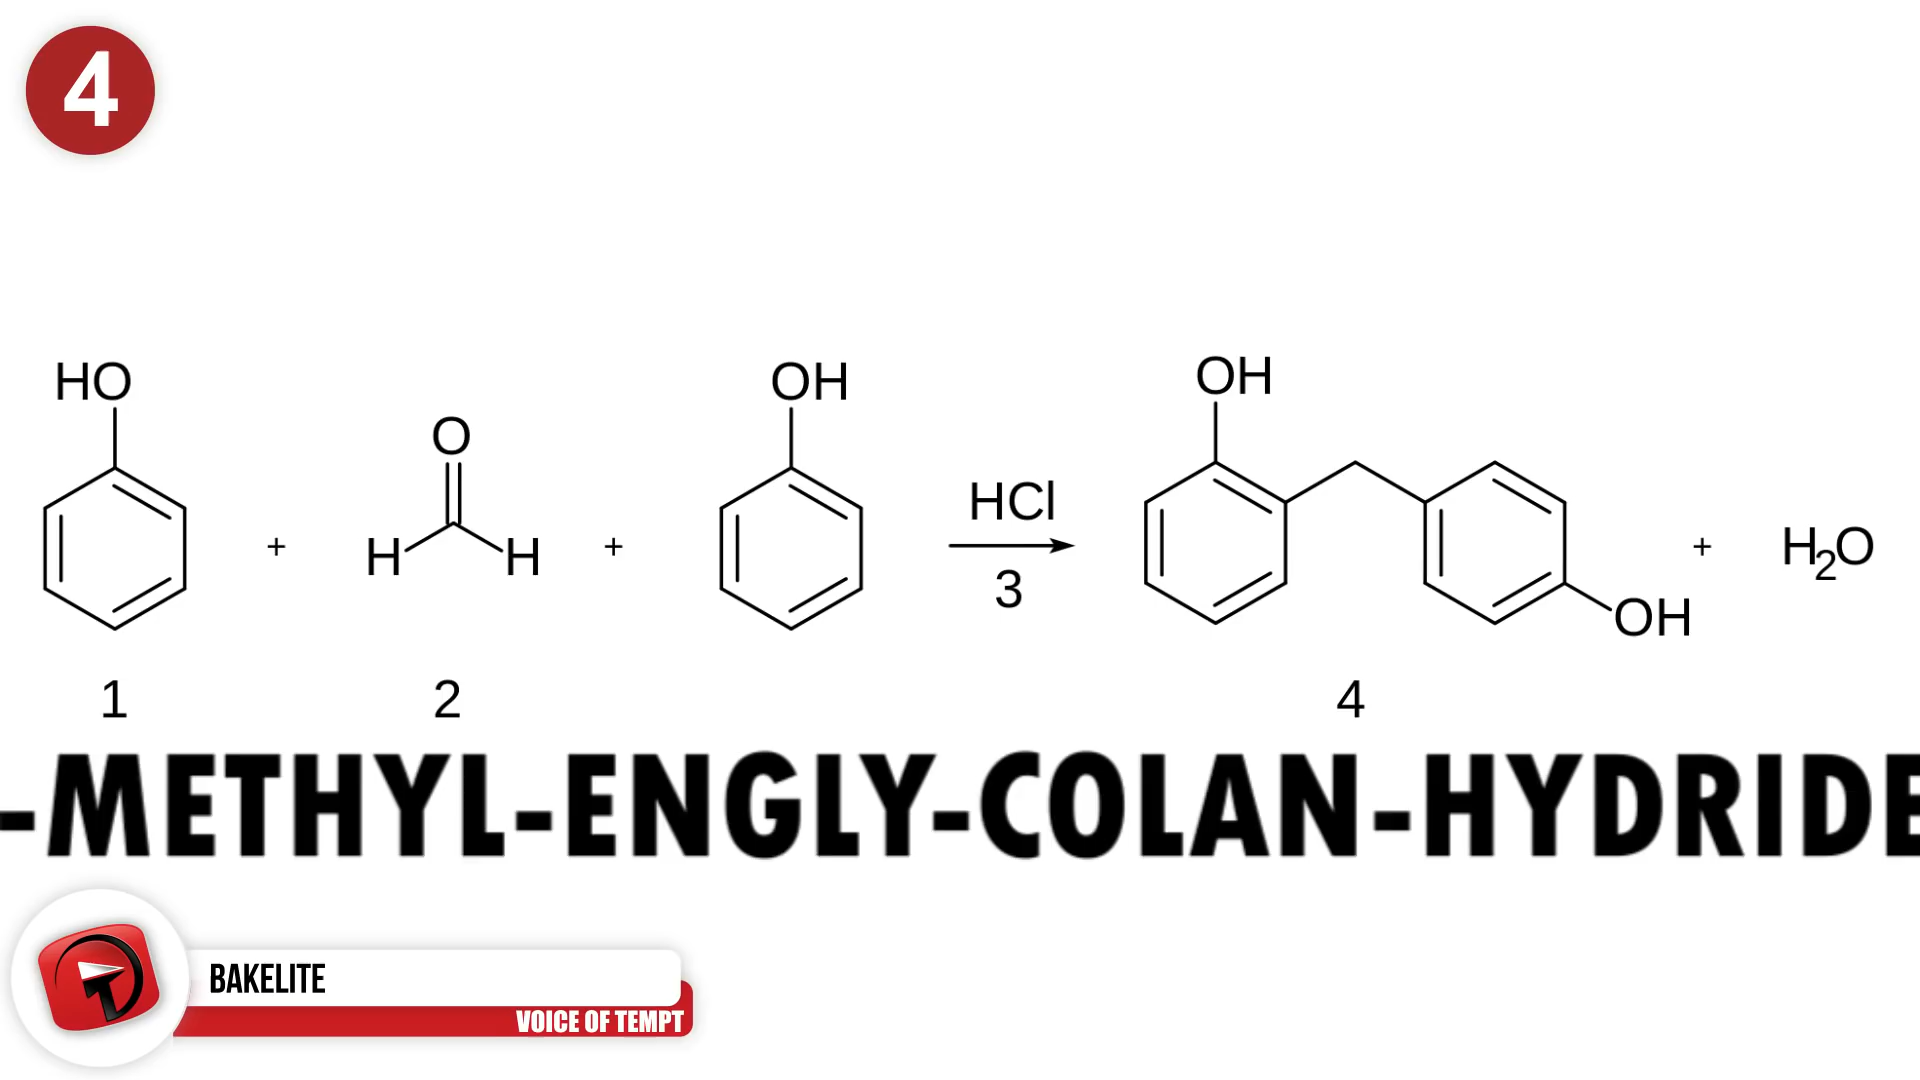 4
HO
O
H H
+
+
OH
HCl
3
OH
OH
+
H₂O
1
2
4
-METHYL-ENGLY-COLAN-HYDRIDE
BAKELITE
VOICE OF TEMPT